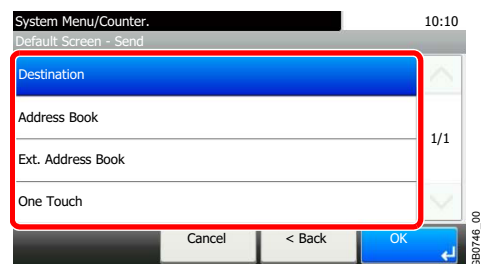 System Menu/Counter.
10:10
Default Screen - Send
Destination
Address Book
1/1
Ext. Address Book
One Touch
Cancel
< Back
OK
GB0746_00